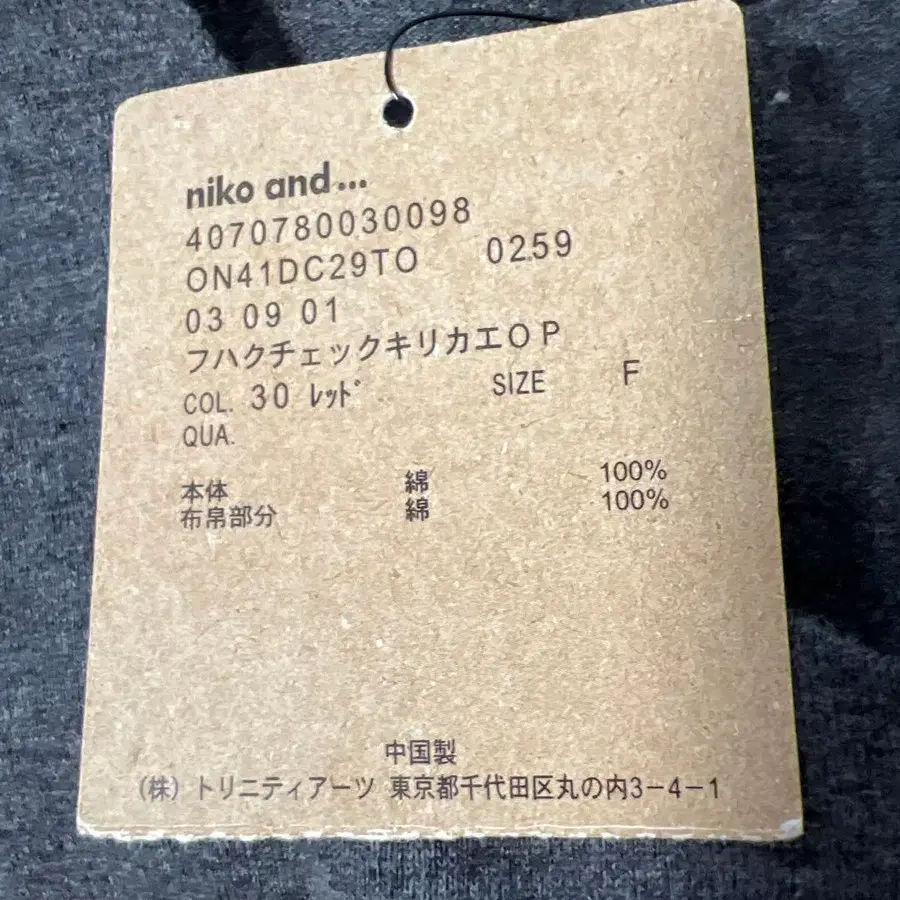 niko and...
4070780030098
ON41DC29TO 0259
03 09 01
フハクチェックキリカエOP
COL. 30 ﾚｯﾄﾞ SIZE F
QUA.
本体 綿 100%
布帛部分 綿 100%
中国製
(株) トリニティアーツ 東京都千代田区丸の内3-4-1